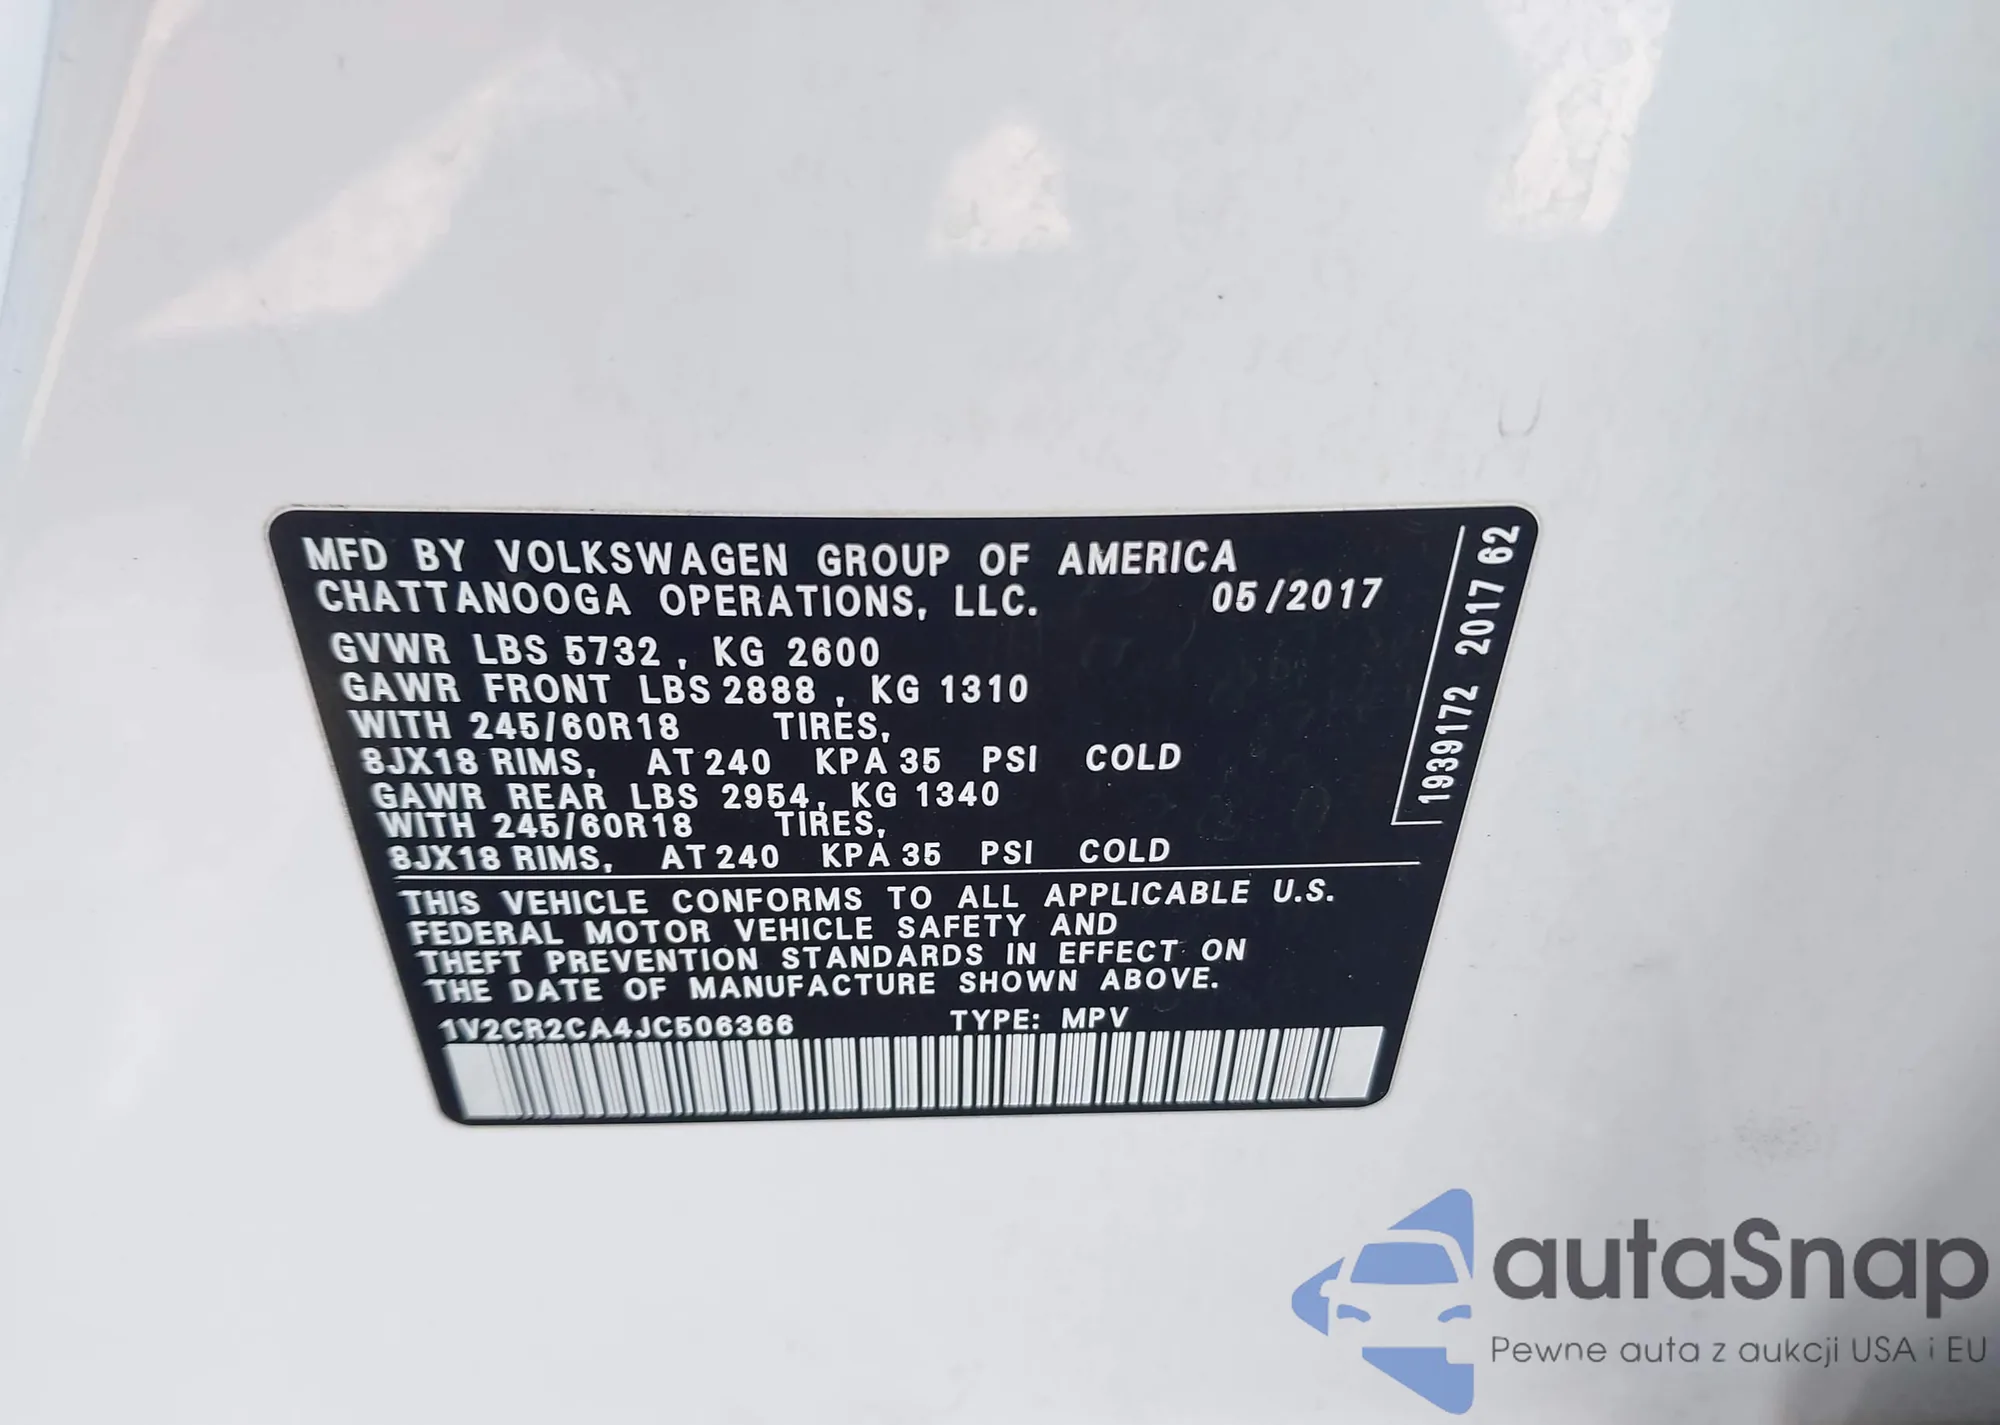 MFD BY VOLKSWAGEN GROUP OF AMERICA
CHATTANOOGA OPERATIONS, LLC. 05/2017
GVWR LBS 5732, KG 2600
GAWR FRONT LBS 2888, KG 1310
WITH 245/60R18 TIRES,
8JX18 RIMS, AT 240 KPA 35 PSI COLD
GAWR REAR LBS 2954, KG 1340
WITH 245/60R18 TIRES,
8JX18 RIMS, AT 240 KPA 35 PSI COLD
THIS VEHICLE CONFORMS TO ALL APPLICABLE U.S.
FEDERAL MOTOR VEHICLE SAFETY AND
THEFT PREVENTION STANDARDS IN EFFECT ON
THE DATE OF MANUFACTURE SHOWN ABOVE.
1V2CR2CA4JC506366 TYPE: MPV
1939172 2017 62
autaSnap
Pewne auta z aukcji USA i EU